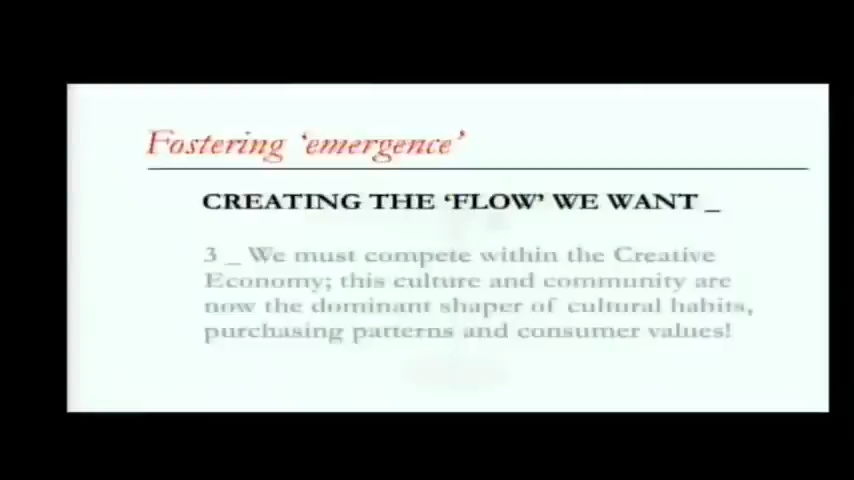 Fostering ‘emergence’
CREATING THE ‘FLOW’ WE WANT _
3 _ We must compete within the Creative
Economy; this culture and community are
now the dominant shaper of cultural habits,
purchasing patterns and consumer values!